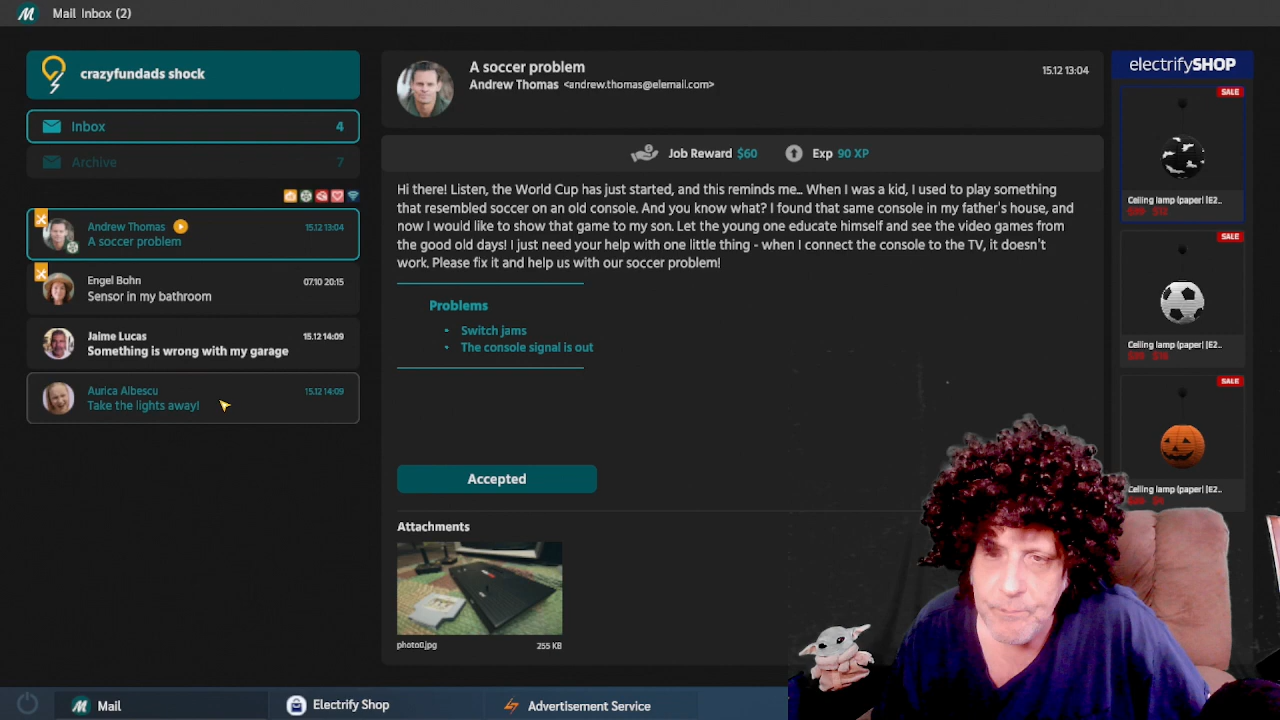 Mail Inbox (2)
crazyfundads shock
Inbox 4
Archive 7
Andrew Thomas 15.12 13:04
A soccer problem
Engel Bohn 07.10 20:15
Sensor in my bathroom
Jaime Lucas 15.12 14:09
Something is wrong with my garage
Aurica Albescu 15.12 14:09
Take the lights away!
A soccer problem 15.12 13:04
Andrew Thomas <andrew.thomas@elemail.com>
Job Reward $60 Exp 90 XP
Hi there! Listen, the World Cup has just started, and this reminds me... When I was a kid, I used to play something
that resembled soccer on an old console. And you know what? I found that same console in my father's house, and
now I would like to show that game to my son. Let the young one educate himself and see the video games from
the good old days! I just need your help with one little thing - when I connect the console to the TV, it doesn't
work. Please fix it and help us with our soccer problem!
Problems
• Switch jams
• The console signal is out
Accepted
Attachments
photo0.jpg 255 KB
electrifySHOP
SALE
Ceiling lamp (paper) |E2..
SALE
Ceiling lamp (paper) |E2..
SALE
Ceiling lamp (paper) |E2..
Mail
Electrify Shop
Advertisement Service